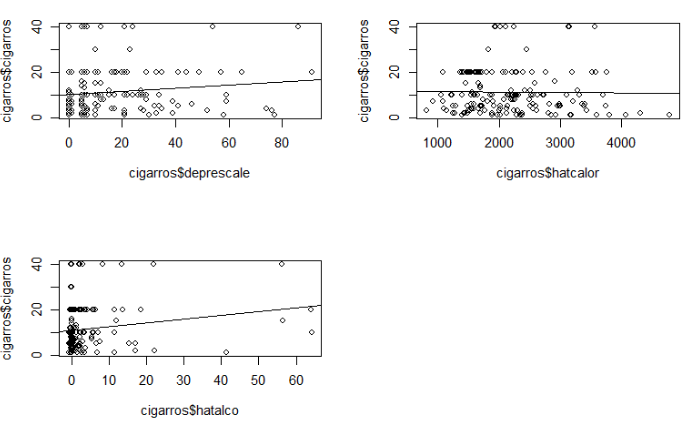 cigarros$cigarros
40
20
0
0 20 40 60 80
cigarros$deprescale
cigarros$cigarros
40
20
0
1000 2000 3000 4000
cigarros$hatcalor
cigarros$cigarros
40
20
0
0 10 20 30 40 50 60
cigarros$hatalco